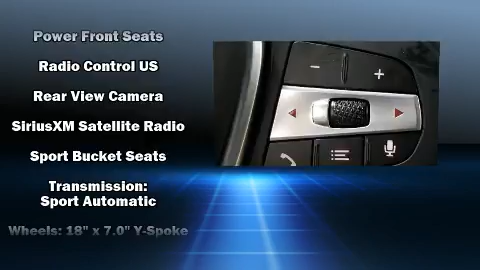 Power Front Seats
Radio Control US
Rear View Camera
SiriusXM Satellite Radio
Sport Bucket Seats
Transmission:
Sport Automatic
Wheels: 18" x 7.0" Y-Spoke